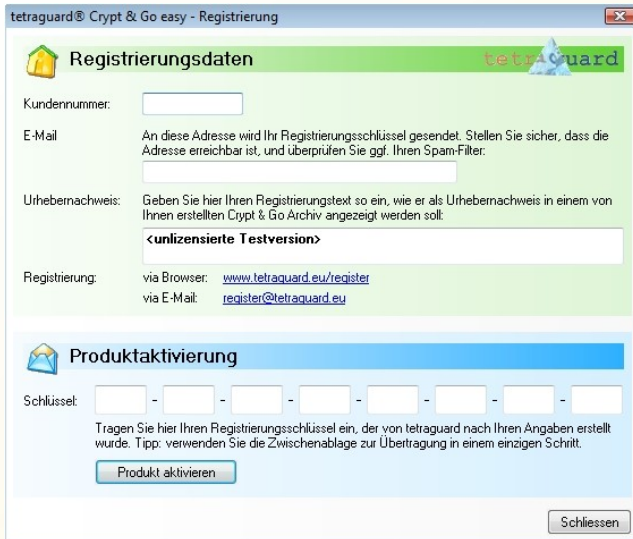 tetraguard® Crypt & Go easy - Registrierung
Registrierungsdaten
tetraguard
Kundennummer:
E-Mail
An diese Adresse wird Ihr Registrierungsschlüssel gesendet. Stellen Sie sicher, dass die
Adresse erreichbar ist, und überprüfen Sie ggf. Ihren Spam-Filter:
Urhebernachweis:
Geben Sie hier Ihren Registrierungstext so ein, wie er als Urhebernachweis in einem von
Ihnen erstellten Crypt & Go Archiv angezeigt werden soll:
<unlizensierte Testversion>
Registrierung:
via Browser: www.tetraguard.eu/register
via E-Mail: register@tetraguard.eu
Produktaktivierung
Schlüssel: - - - - - - -
Tragen Sie hier Ihren Registrierungsschlüssel ein, der von tetraguard nach Ihren Angaben erstellt
wurde. Tipp: verwenden Sie die Zwischenablage zur Übertragung in einem einzigen Schritt.
Produkt aktivieren
Schliessen